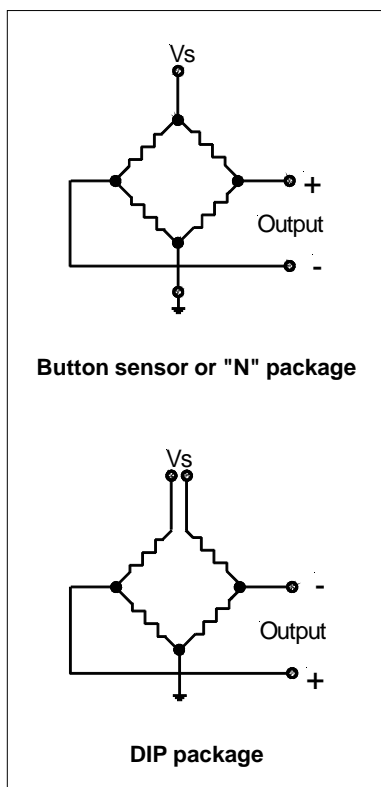 Vs
+
Output
-
Button sensor or "N" package
Vs
-
Output
+
DIP package